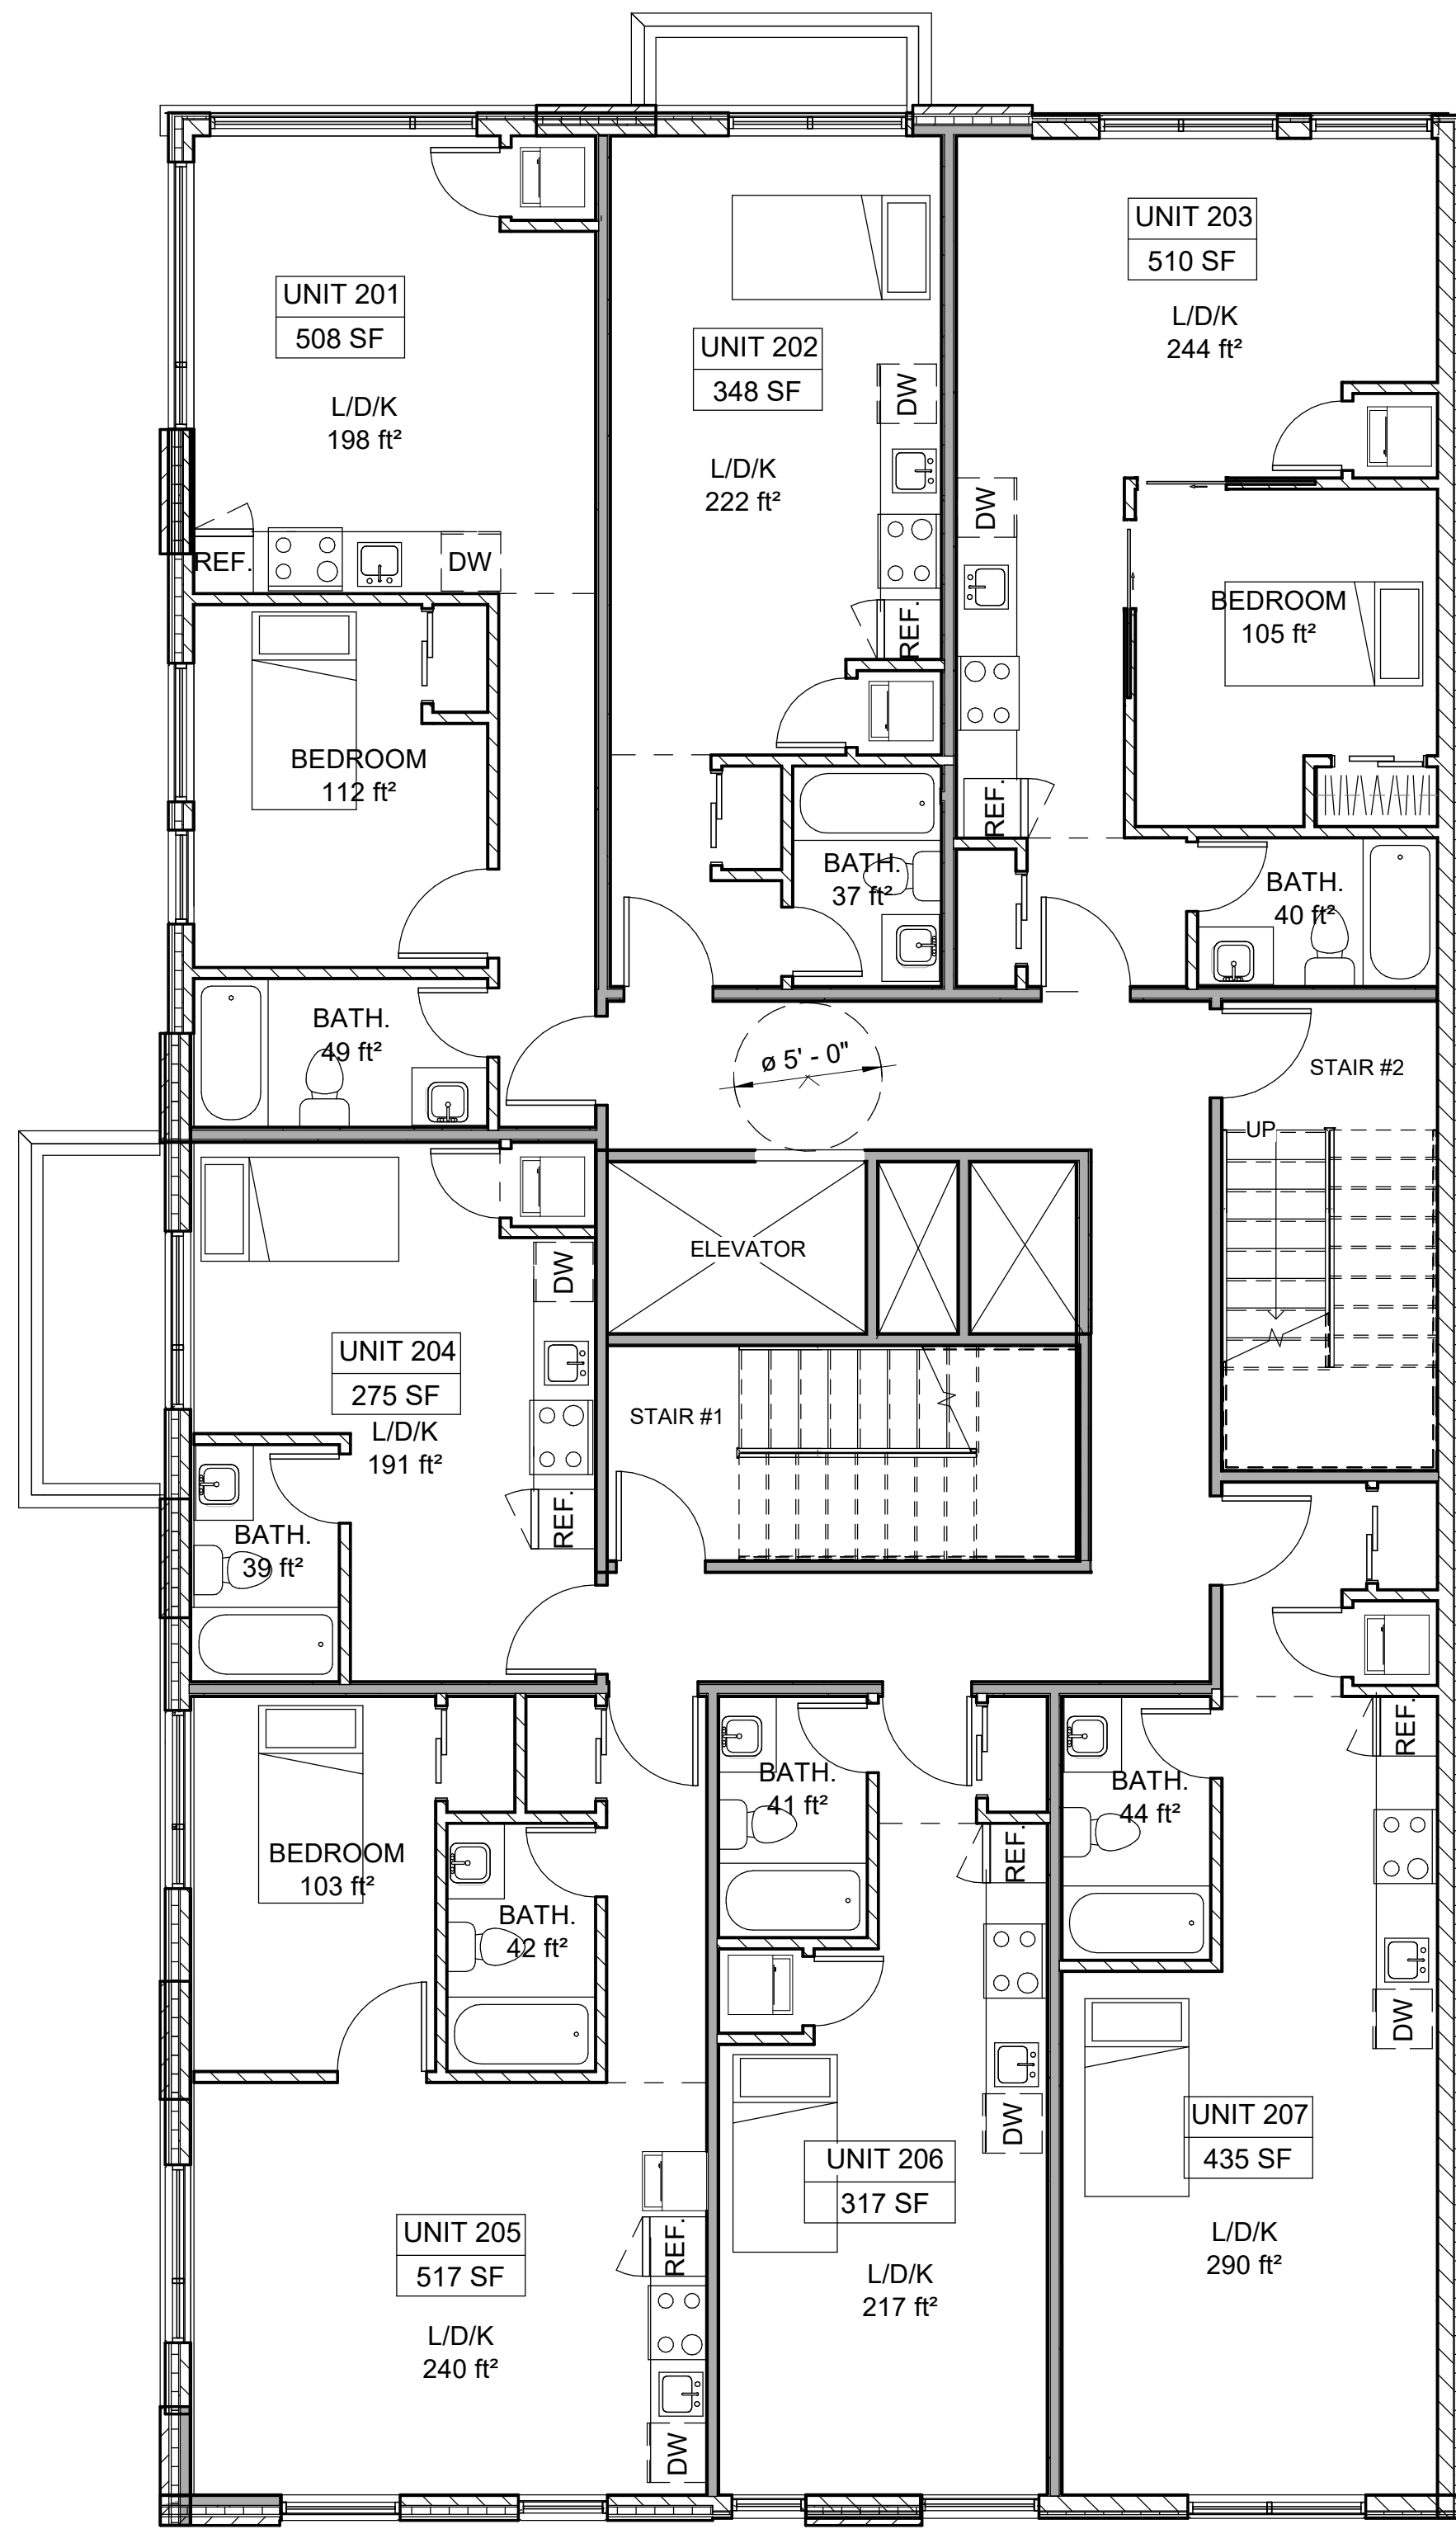 UNIT 201
508 SF
L/D/K
198 ft²
REF.
DW
BEDROOM
112 ft²
BATH.
49 ft²
UNIT 202
348 SF
L/D/K
222 ft²
DW
REF.
BATH.
37 ft²
UNIT 203
510 SF
L/D/K
244 ft²
DW
REF.
BEDROOM
105 ft²
BATH.
40 ft²
ø 5' - 0"
STAIR #2
UP
ELEVATOR
STAIR #1
UNIT 204
275 SF
L/D/K
191 ft²
DW
REF.
BATH.
39 ft²
BEDROOM
103 ft²
BATH.
42 ft²
UNIT 205
517 SF
L/D/K
240 ft²
REF.
DW
BATH.
41 ft²
REF.
DW
UNIT 206
317 SF
L/D/K
217 ft²
BATH.
44 ft²
REF.
DW
UNIT 207
435 SF
L/D/K
290 ft²